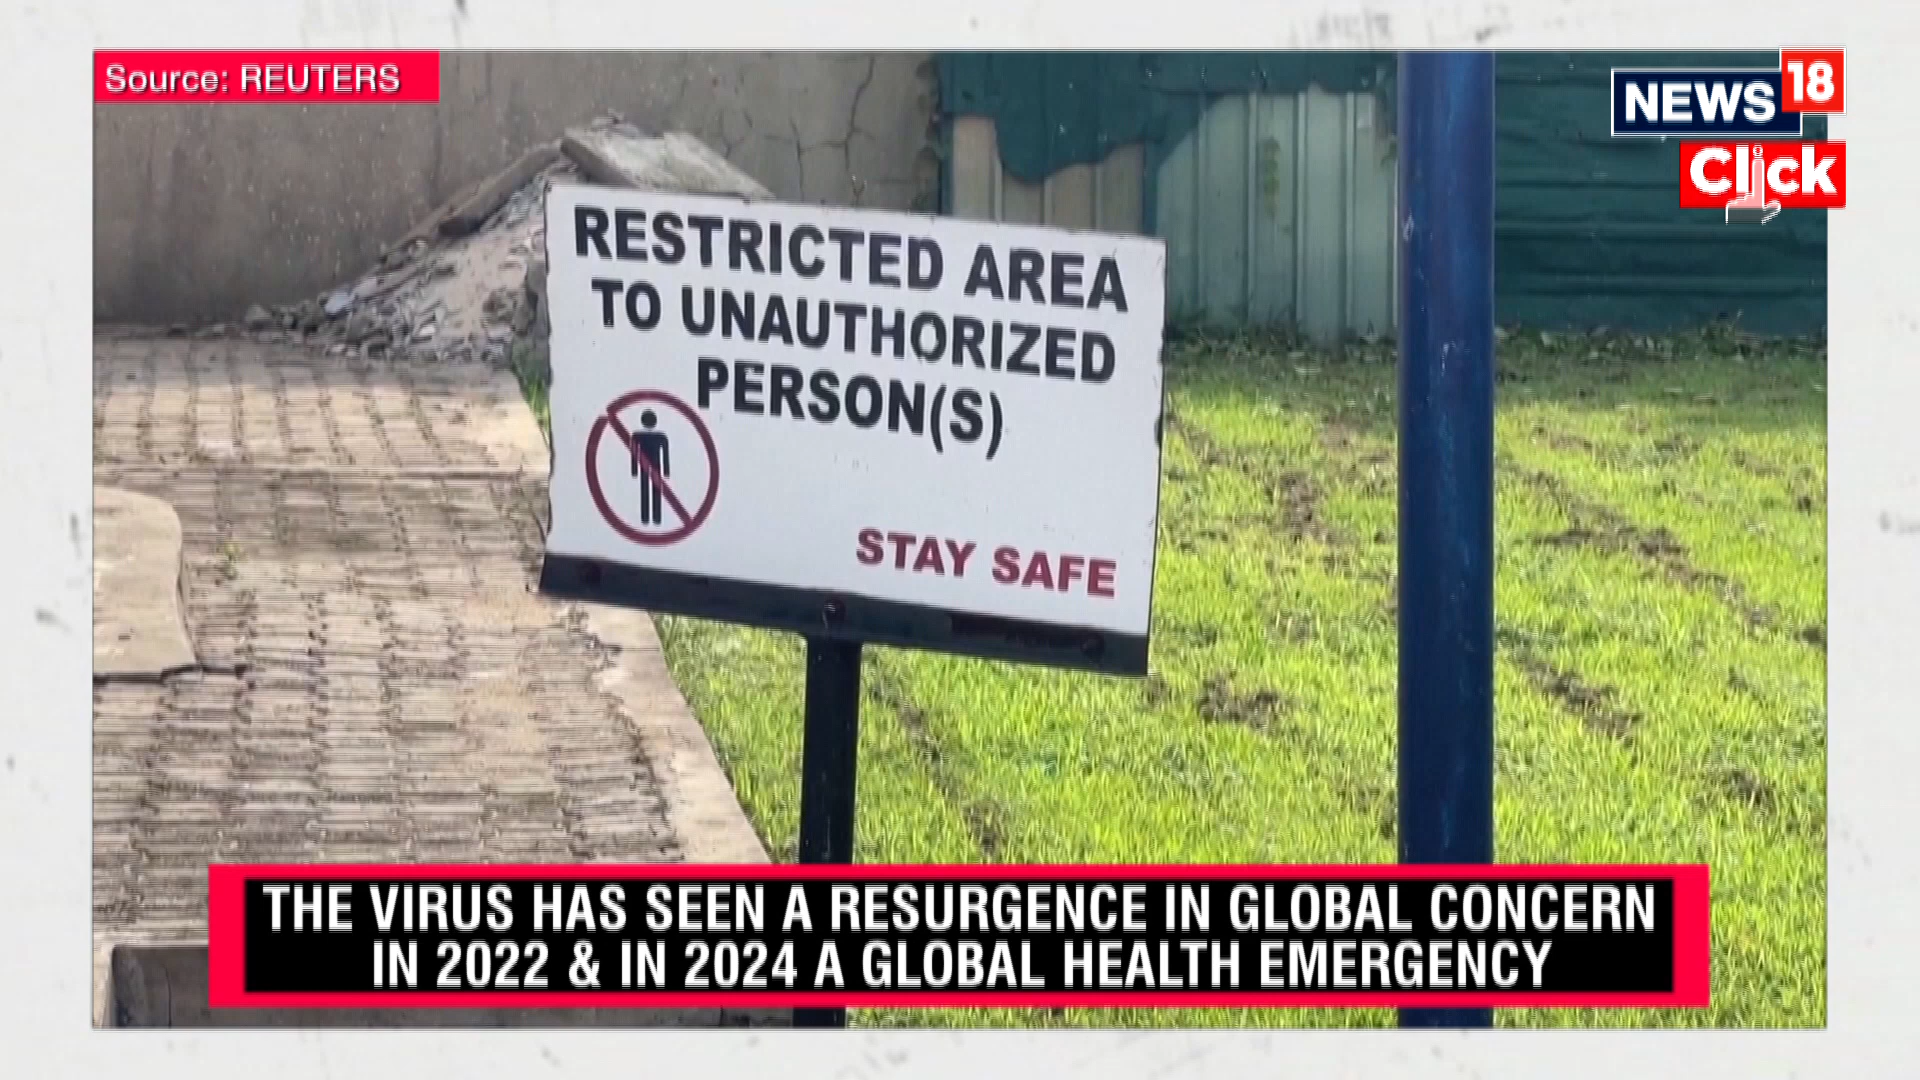 Source: REUTERS
NEWS 18
Click
RESTRICTED AREA
TO UNAUTHORIZED
PERSON(S)
STAY SAFE
THE VIRUS HAS SEEN A RESURGENCE IN GLOBAL CONCERN
IN 2022 & IN 2024 A GLOBAL HEALTH EMERGENCY